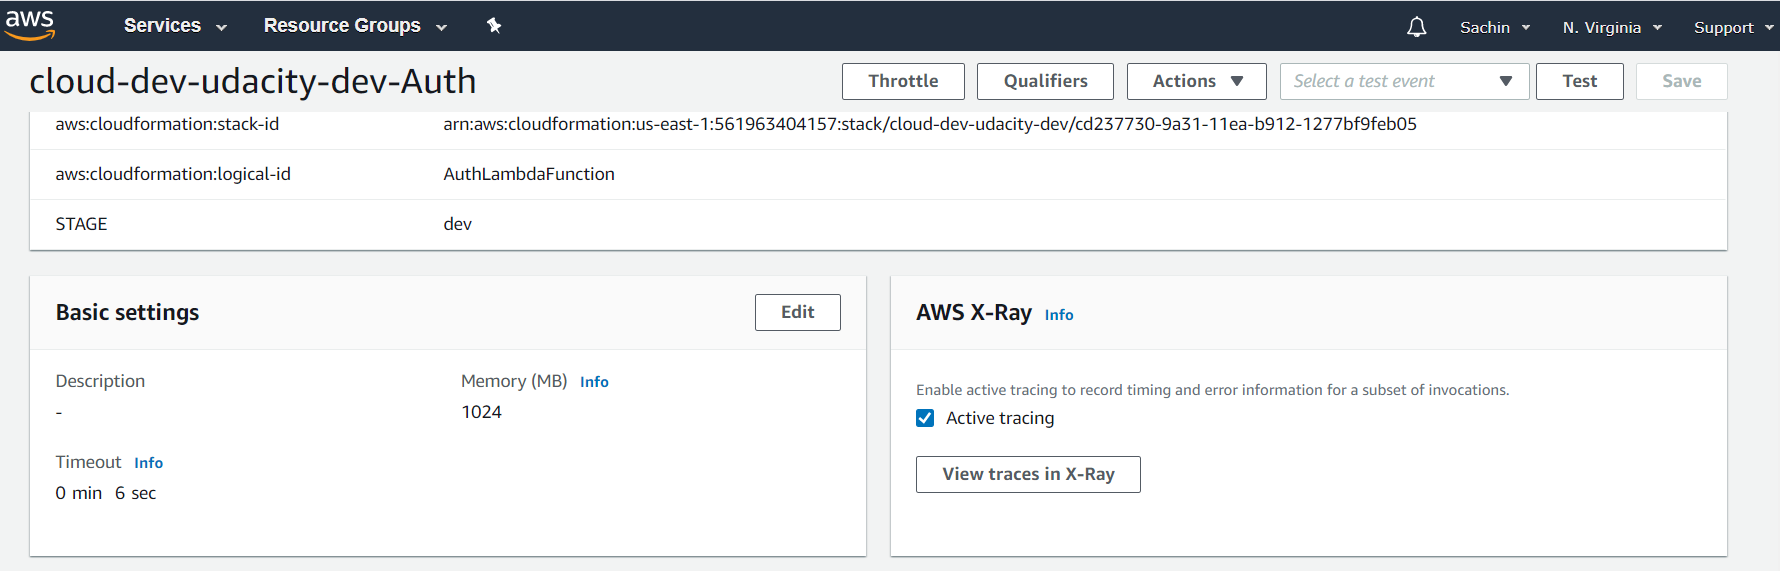 aws Services Resource Groups Sachin N. Virginia Support
cloud-dev-udacity-dev-Auth Throttle Qualifiers Actions Select a test event Test Save
aws:cloudformation:stack-id arn:aws:cloudformation:us-east-1:561963404157:stack/cloud-dev-udacity-dev/cd237730-9a31-11ea-b912-1277bf9feb05
aws:cloudformation:logical-id AuthLambdaFunction
STAGE dev
Basic settings Edit
Description Memory (MB) Info
- 1024
Timeout Info
0 min 6 sec
AWS X-Ray Info
Enable active tracing to record timing and error information for a subset of invocations.
Active tracing
View traces in X-Ray